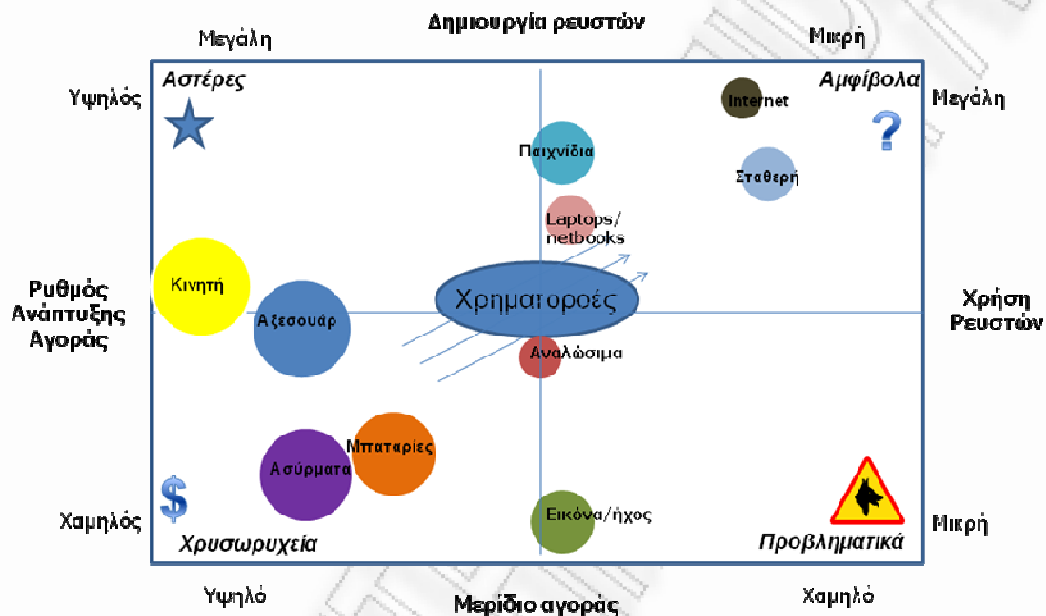 Δημιουργία ρευστών
Μεγάλη
Μικρή
Αστέρες
Αμφίβολα
Υψηλός
Μεγάλη
Internet
?
Παιχνίδια
Σταθερή
Laptops/
netbooks
Κινητή
Χρηματοροές
Ρυθμός
Ανάπτυξης
Αγοράς
Χρήση
Ρευστών
Αξεσουάρ
Αναλώσιμα
Μπαταρίες
Ασύρματα
$
Εικόνα/ήχος
Χαμηλός
Μικρή
Χρυσωρυχεία
Προβληματικά
Υψηλό
Μερίδιο αγοράς
Χαμηλό